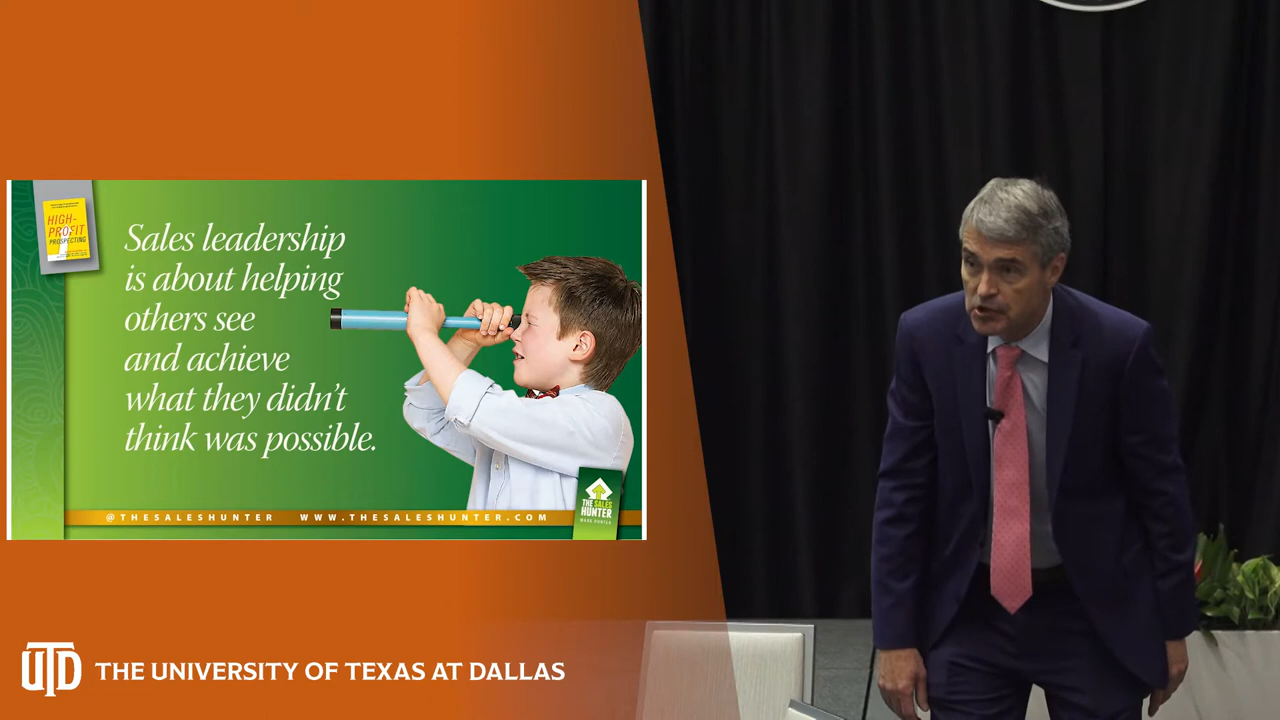 HIGH-
PROFIT
PROSPECTING
Sales leadership
is about helping
others see
and achieve
what they didn't
think was possible.
@THESALESHUNTER WWW.THESALESHUNTER.COM
THE SALES
HUNTER
MARK HUNTER
UTD THE UNIVERSITY OF TEXAS AT DALLAS